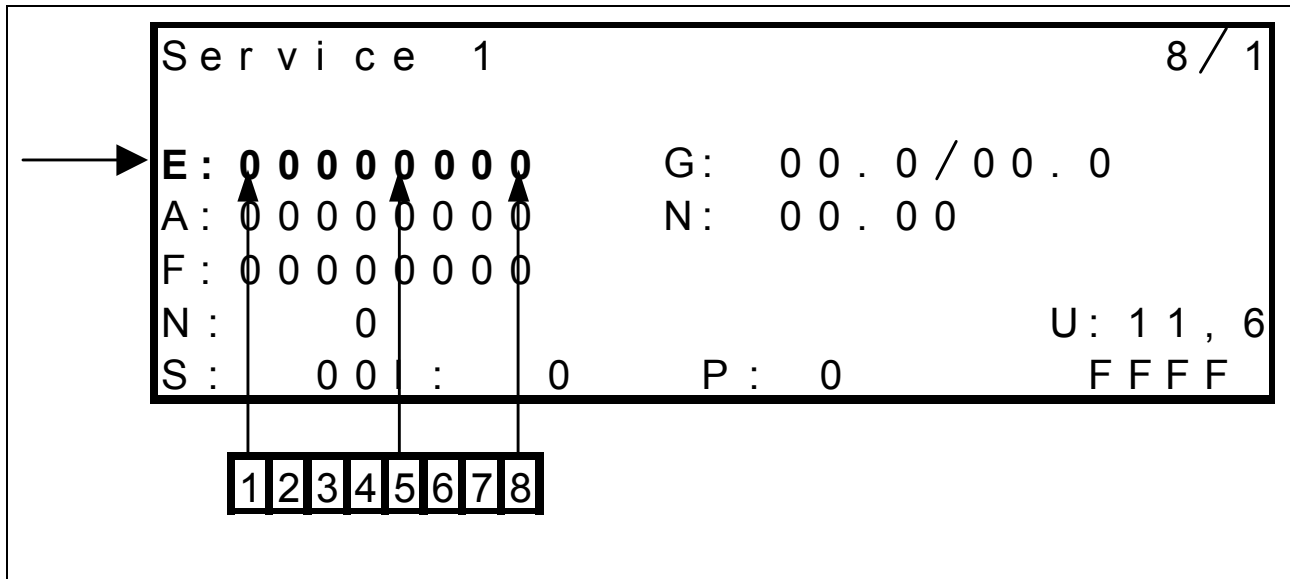 Service 1 8/1
E: 00000000 G: 00.0/00.0
A: 00000000 N: 00.00
F: 00000000
N: 0 U: 11,6
S: 00I: 0 P: 0 FFFF
1 2 3 4 5 6 7 8